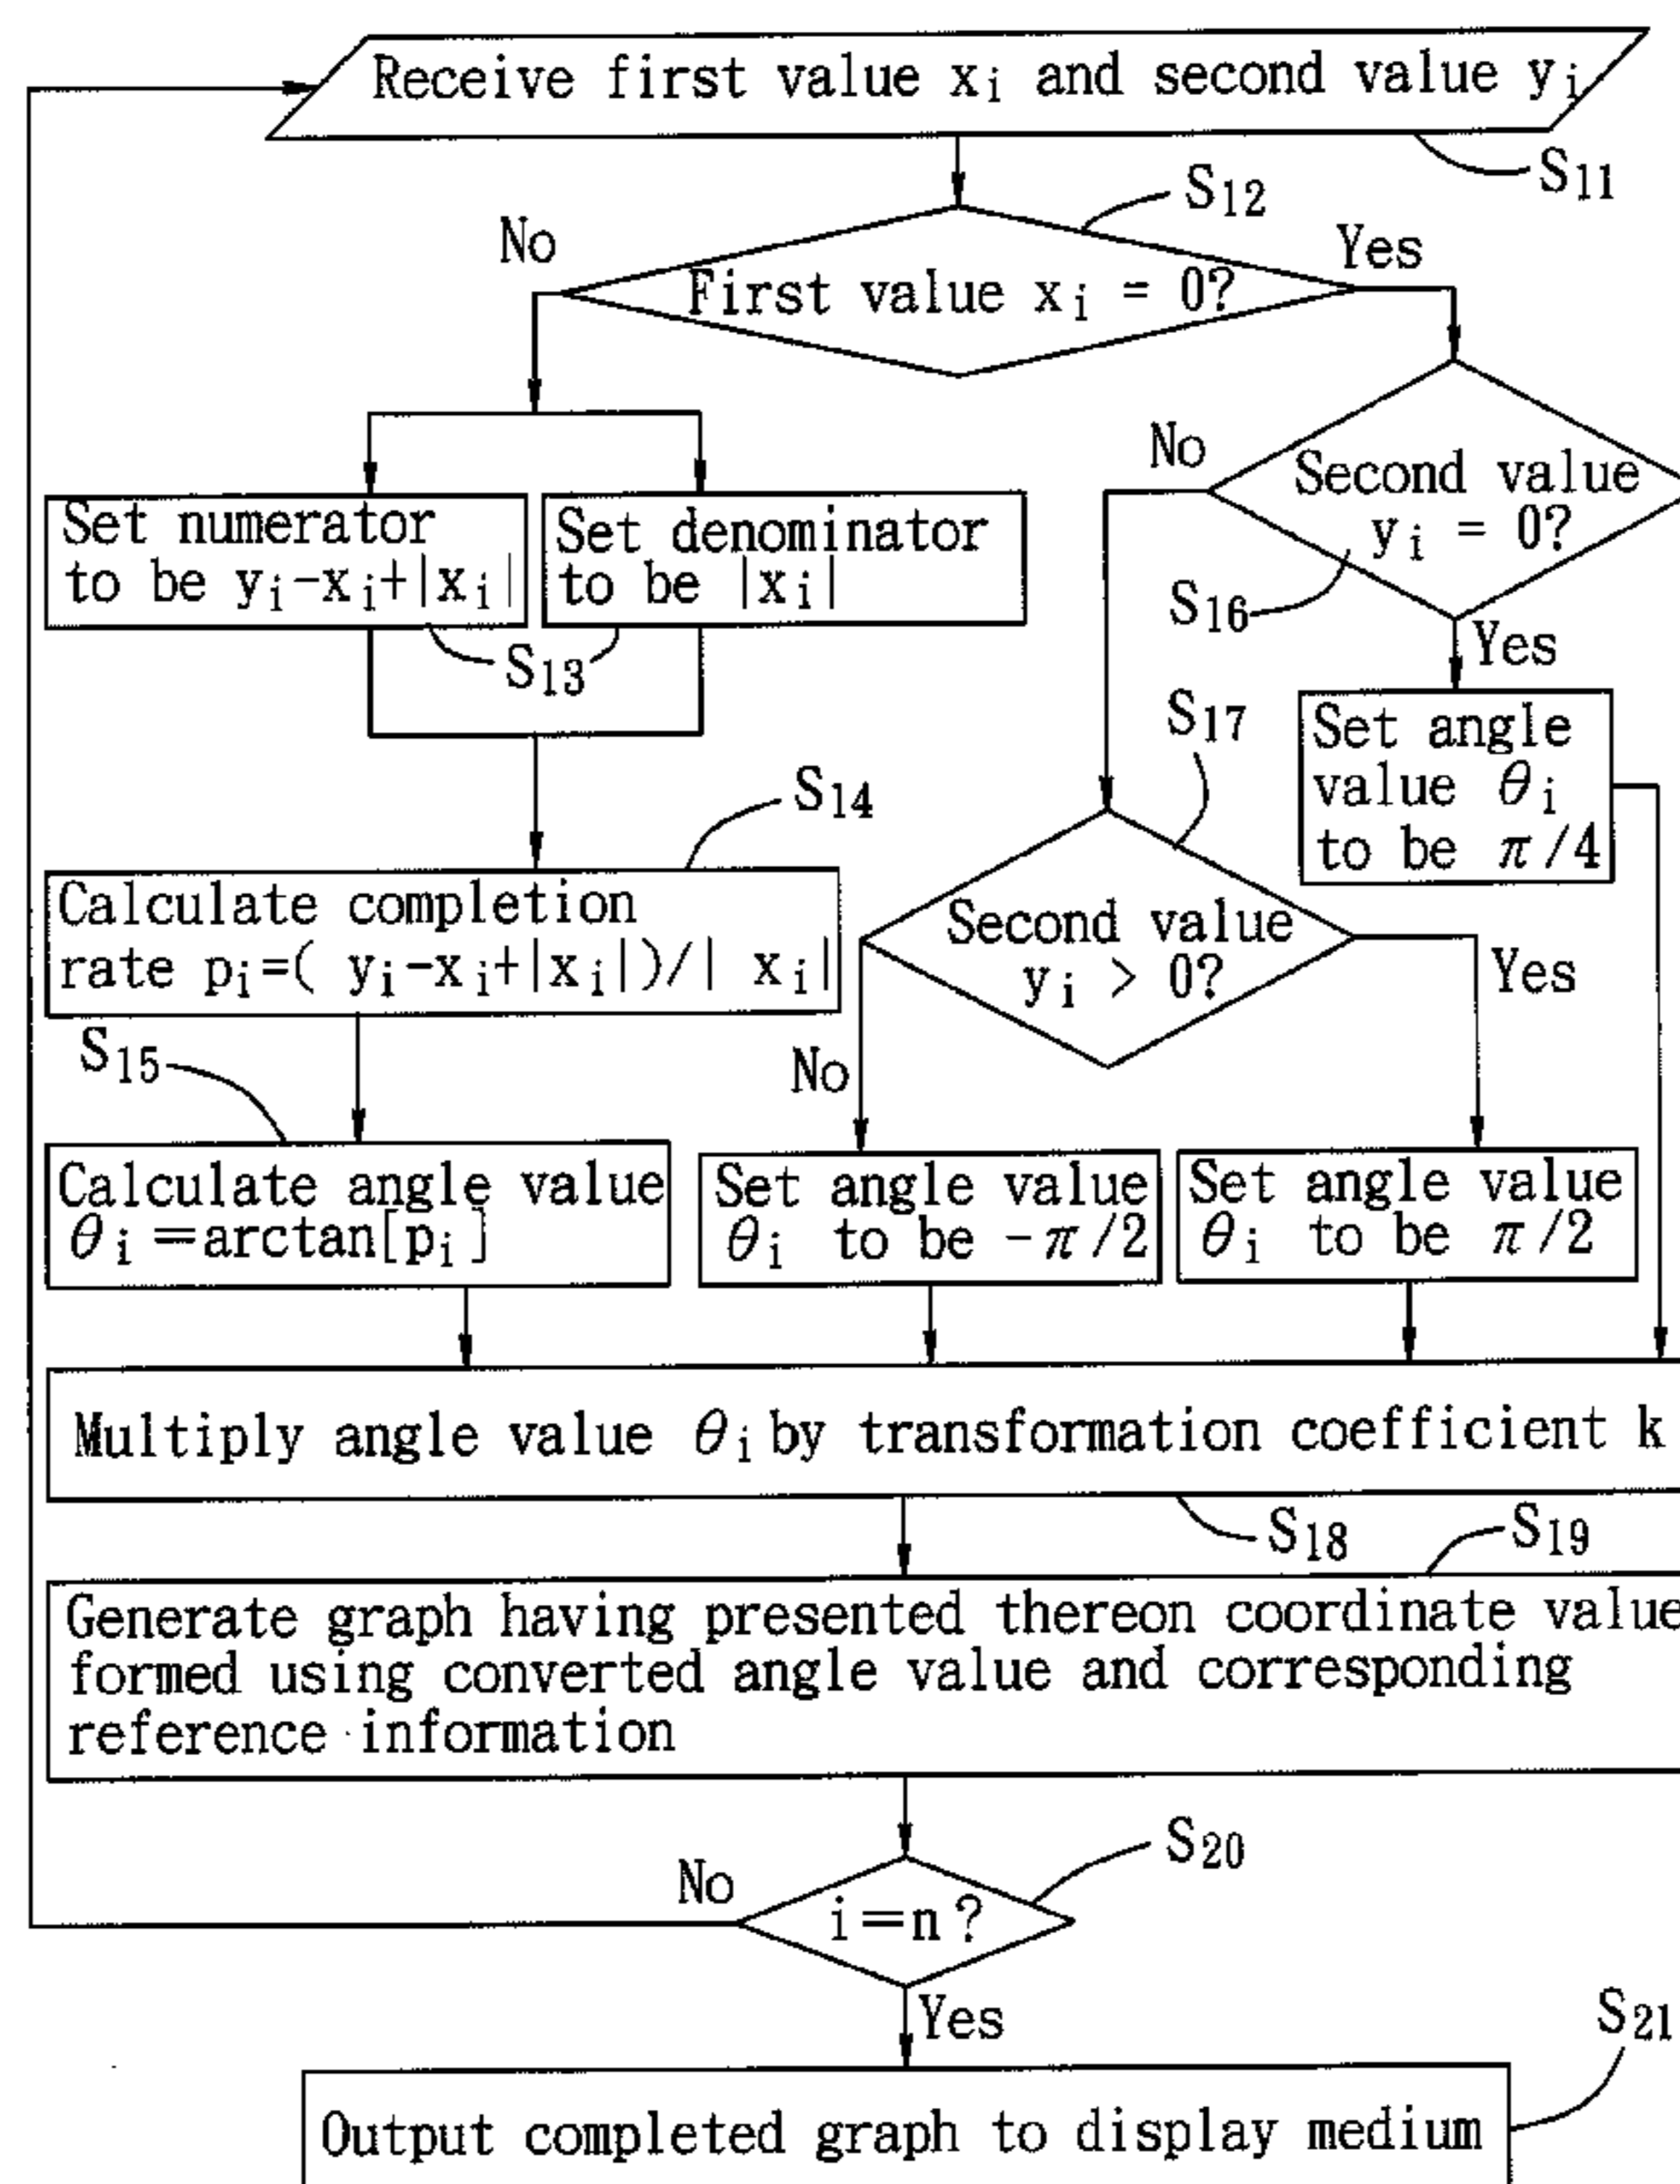 Receive first value xi and second value yi
S11
S12
No
Yes
First value xi = 0?
No
Second value
yi = 0?
Set numerator
to be yi-xi+|xi|
Set denominator
to be |xi|
S16
S13
Yes
S17
Set angle
value θi
to be π/4
S14
Calculate completion
rate pi=( yi-xi+|xi|)/| xi|
Second value
yi > 0?
Yes
S15
No
Calculate angle value
θi=arctan[pi]
Set angle value
θi to be -π/2
Set angle value
θi to be π/2
Multiply angle value θi by transformation coefficient k
S18
S19
Generate graph having presented thereon coordinate value
formed using converted angle value and corresponding
reference information
S20
No
i=n?
Yes
S21
Output completed graph to display medium